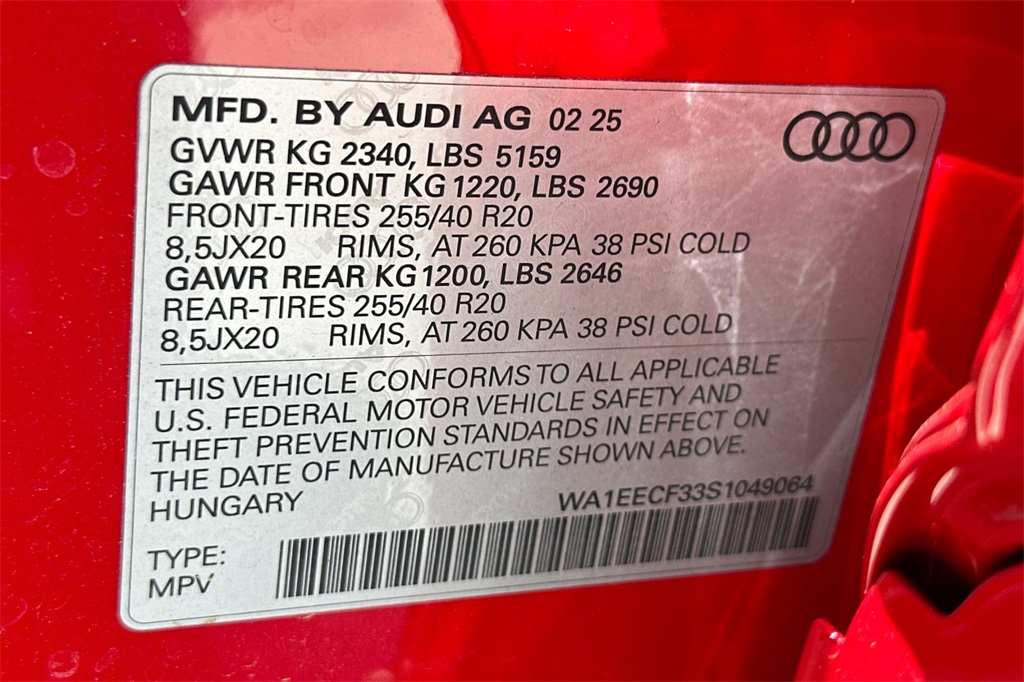 MFD. BY AUDI AG 02 25
GVWR KG 2340, LBS 5159
GAWR FRONT KG 1220, LBS 2690
FRONT-TIRES 255/40 R20
8,5JX20 RIMS, AT 260 KPA 38 PSI COLD
GAWR REAR KG 1200, LBS 2646
REAR-TIRES 255/40 R20
8,5JX20 RIMS, AT 260 KPA 38 PSI COLD
THIS VEHICLE CONFORMS TO ALL APPLICABLE
U.S. FEDERAL MOTOR VEHICLE SAFETY AND
THEFT PREVENTION STANDARDS IN EFFECT ON
THE DATE OF MANUFACTURE SHOWN ABOVE.
HUNGARY WA1EECF33S1049064
TYPE:
MPV